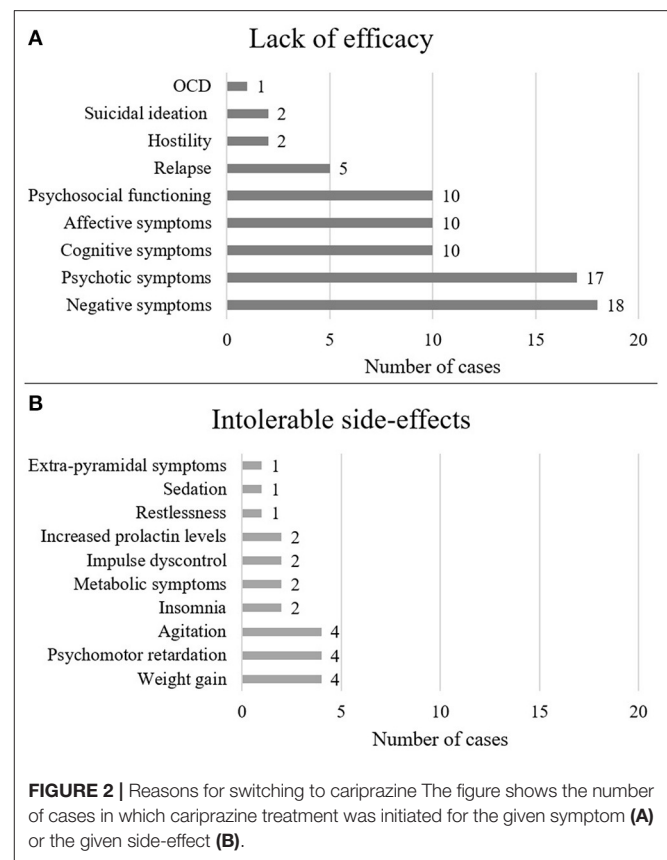 A
Lack of efficacy
OCD 1
Suicidal ideation 2
Hostility 2
Relapse 5
Psychosocial functioning 10
Affective symptoms 10
Cognitive symptoms 10
Psychotic symptoms 17
Negative symptoms 18
0 5 10 15 20
Number of cases
B
Intolerable side-effects
Extra-pyramidal symptoms 1
Sedation 1
Restlessness 1
Increased prolactin levels 2
Impulse dyscontrol 2
Metabolic symptoms 2
Insomnia 2
Agitation 4
Psychomotor retardation 4
Weight gain 4
0 5 10 15 20
Number of cases
FIGURE 2 | Reasons for switching to cariprazine The figure shows the number
of cases in which cariprazine treatment was initiated for the given symptom (A)
or the given side-effect (B).